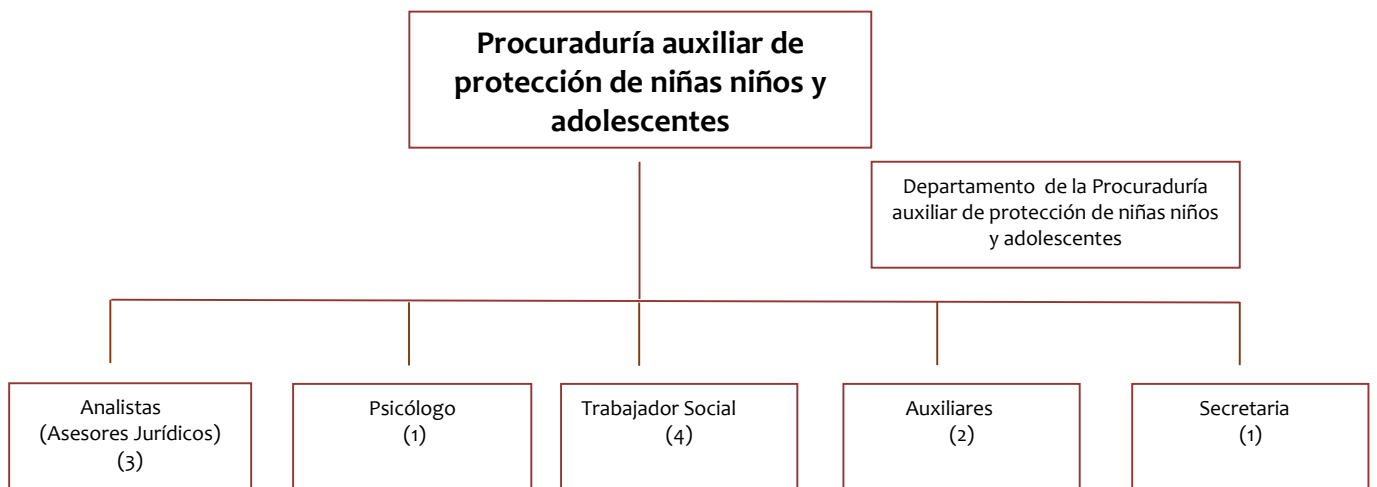 Procuraduría auxiliar de
protección de niñas niños y
adolescentes
Departamento de la Procuraduría
auxiliar de protección de niñas niños
y adolescentes
Analistas
(Asesores Jurídicos)
(3)
Psicólogo
(1)
Trabajador Social
(4)
Auxiliares
(2)
Secretaria
(1)